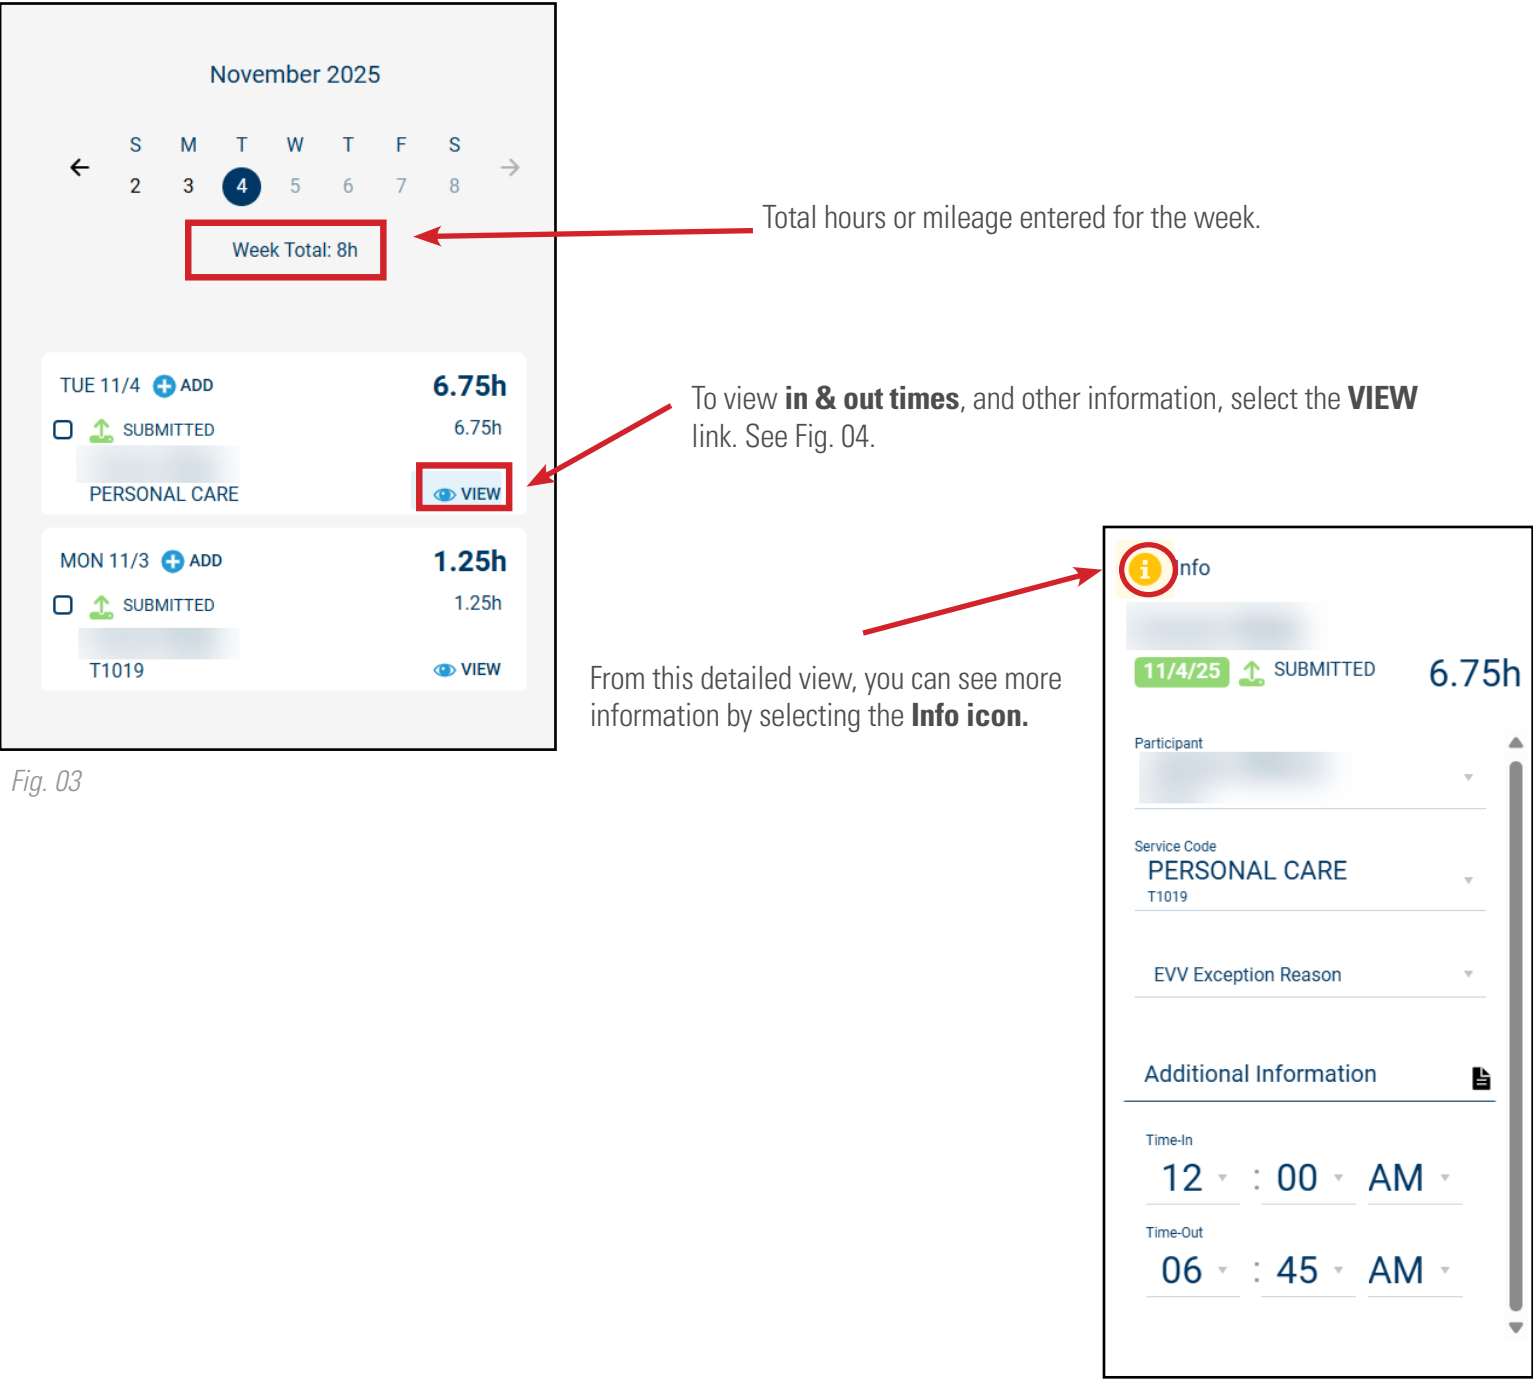 November 2025
S M T W T F S
2 3 4 5 6 7 8
Week Total: 8h
Total hours or mileage entered for the week.
TUE 11/4 ADD 6.75h
SUBMITTED 6.75h
PERSONAL CARE VIEW
To view in & out times, and other information, select the VIEW
link. See Fig. 04.
MON 11/3 ADD 1.25h
SUBMITTED 1.25h
T1019 VIEW
Fig. 03
From this detailed view, you can see more
information by selecting the Info icon.
Info
11/4/25 SUBMITTED 6.75h
Participant
Service Code
PERSONAL CARE
T1019
EVV Exception Reason
Additional Information
Time-In
12 : 00 AM
Time-Out
06 : 45 AM